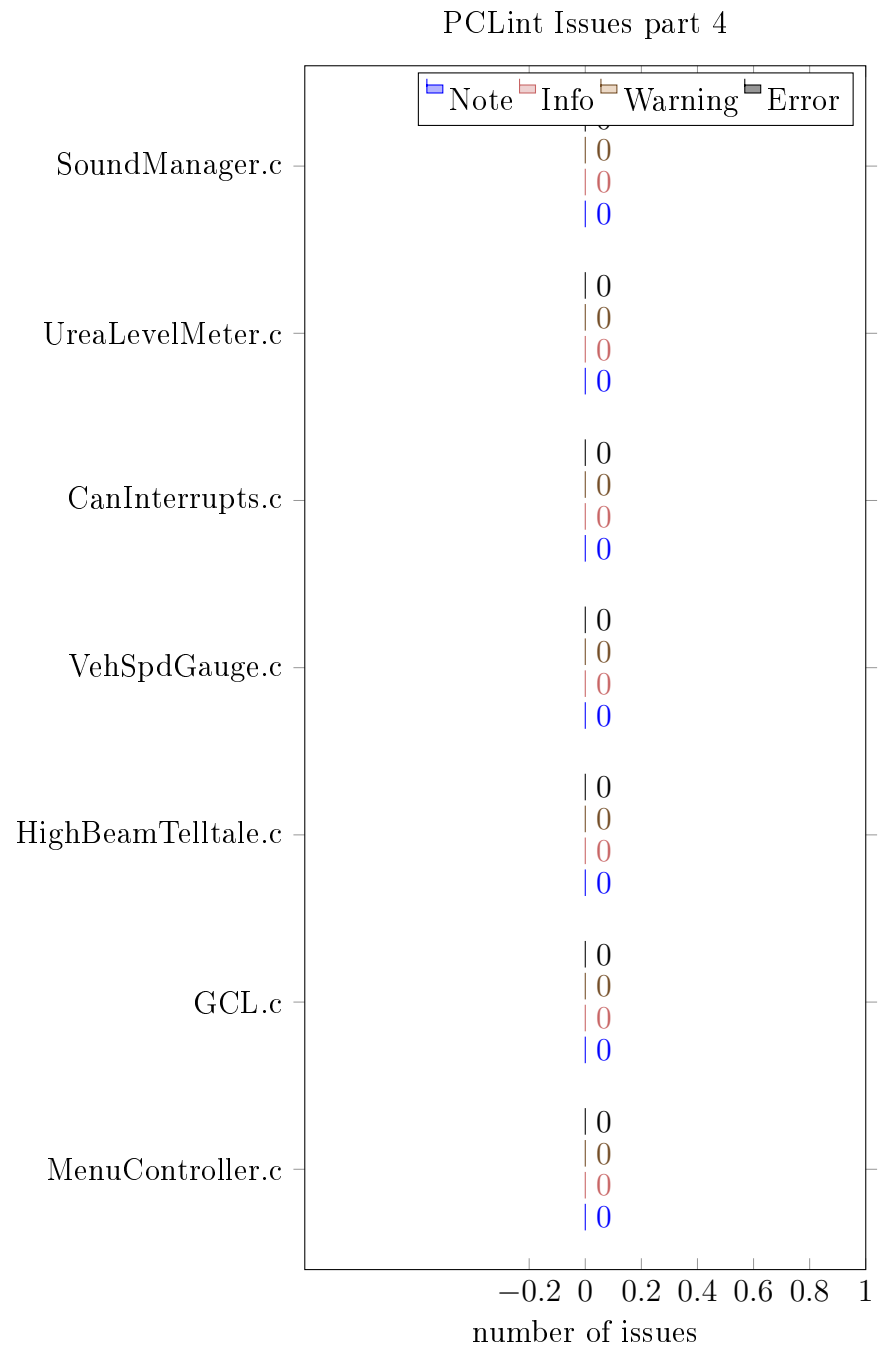 PCLint Issues part 4
Note Info Warning Error
SoundManager.c
0
0
0
0
UreaLevelMeter.c
0
0
0
0
CanInterrupts.c
0
0
0
0
VehSpdGauge.c
0
0
0
0
HighBeamTelltale.c
0
0
0
0
GCL.c
0
0
0
0
MenuController.c
0
0
0
0
−0.2 0 0.2 0.4 0.6 0.8 1
number of issues